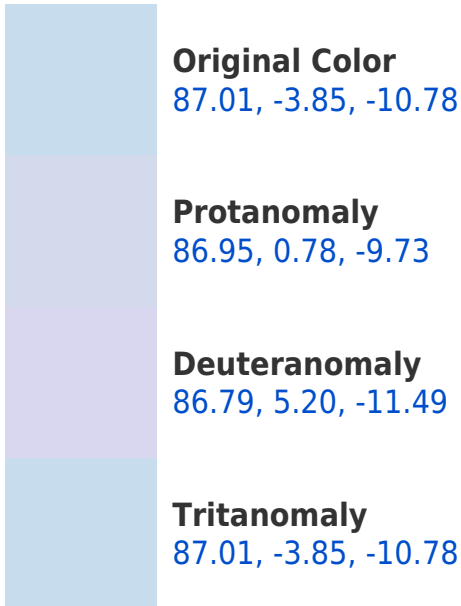 Original Color
87.01, -3.85, -10.78
Protanomaly
86.95, 0.78, -9.73
Deuteranomaly
86.79, 5.20, -11.49
Tritanomaly
87.01, -3.85, -10.78